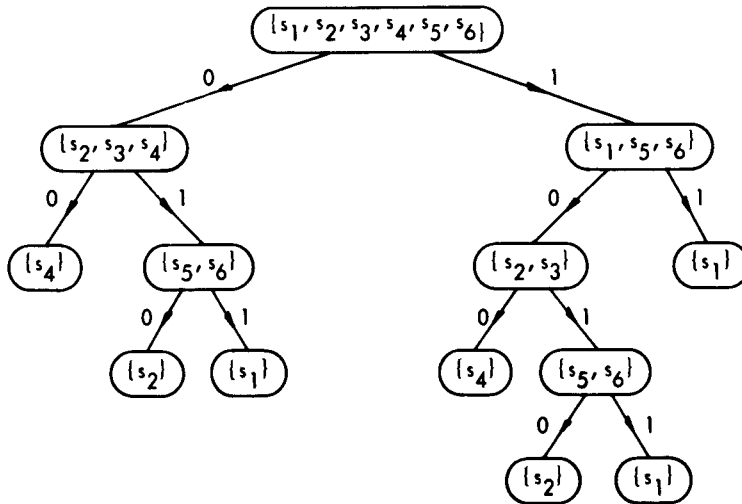 {s1, s2, s3, s4, s5, s6}
0 1
{s2, s3, s4} {s1, s5, s6}
0 1 0 1
{s4} {s5, s6} {s2, s3} {s1}
0 1 0 1
{s2} {s1} {s4} {s5, s6}
0 1
{s2} {s1}